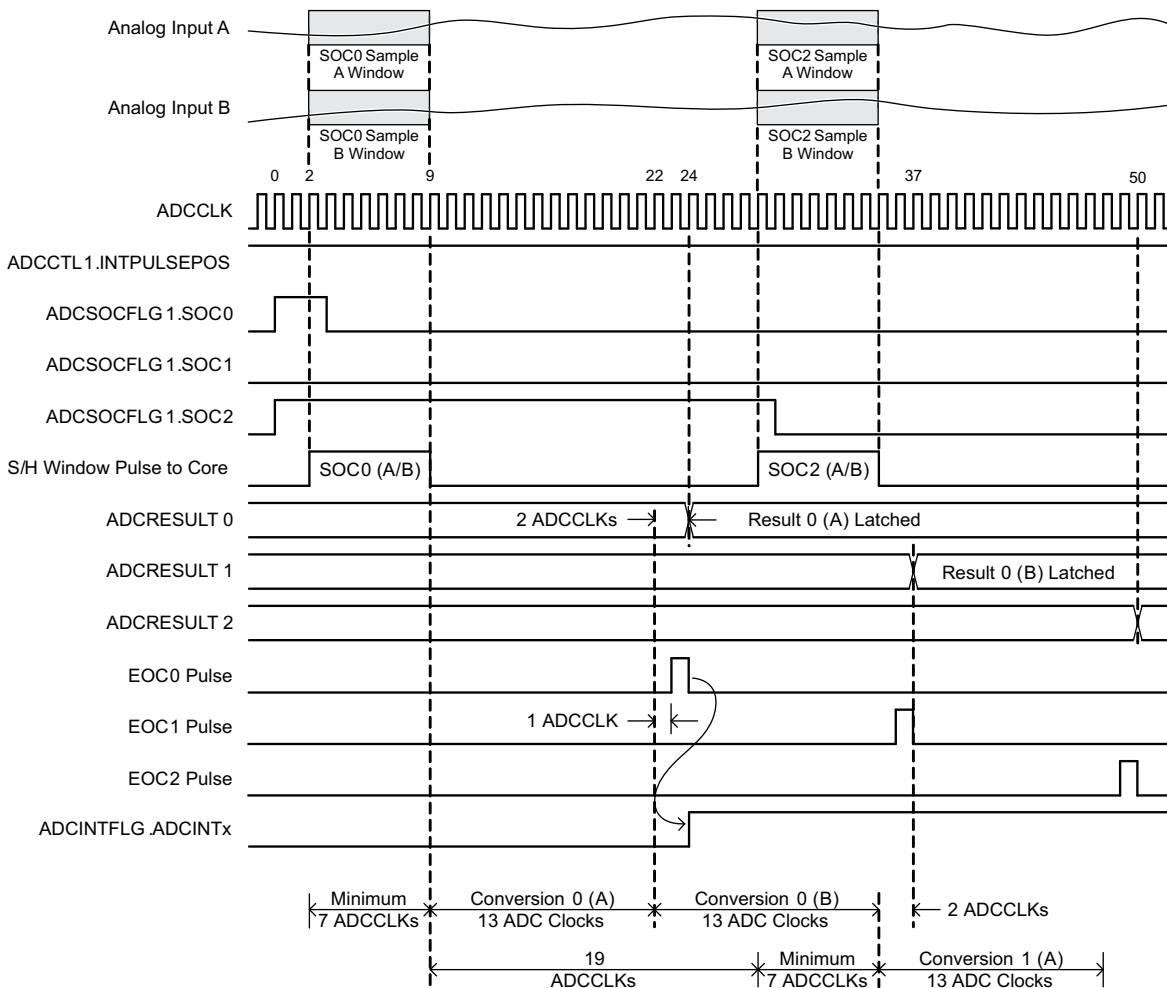 Analog Input A
SOC0 Sample
A Window
SOC2 Sample
A Window
Analog Input B
SOC0 Sample
B Window
SOC2 Sample
B Window
0 2 9 22 24 37 50
ADCCLK
ADCCTL1.INTPULSEPOS
ADCSOCFLG1.SOC0
ADCSOCFLG1.SOC1
ADCSOCFLG1.SOC2
S/H Window Pulse to Core
SOC0 (A/B)
SOC2 (A/B)
ADCRESULT 0
2 ADCCLKs
Result 0 (A) Latched
ADCRESULT 1
Result 0 (B) Latched
ADCRESULT 2
EOC0 Pulse
EOC1 Pulse
1 ADCCLK
EOC2 Pulse
ADCINTFLG.ADCINTx
Minimum
7 ADCCLKs
Conversion 0 (A)
13 ADC Clocks
Conversion 0 (B)
13 ADC Clocks
2 ADCCLKs
19
ADCCLKs
Minimum
7 ADCCLKs
Conversion 1 (A)
13 ADC Clocks